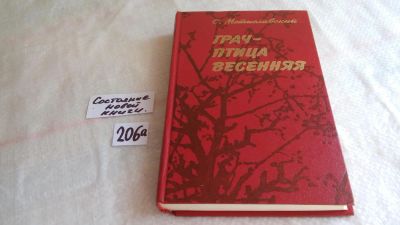 С. Мстиславский
ГРАЧ-
ПТИЦА
ВЕСЕННЯЯ
Состояние
новой
книги.
206а